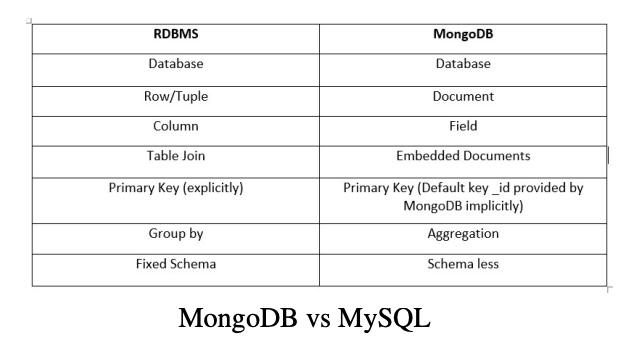 RDBMS MongoDB
Database Database
Row/Tuple Document
Column Field
Table Join Embedded Documents
Primary Key (explicitly) Primary Key (Default key _id provided by
MongoDB implicitly)
Group by Aggregation
Fixed Schema Schema less
MongoDB vs MySQL